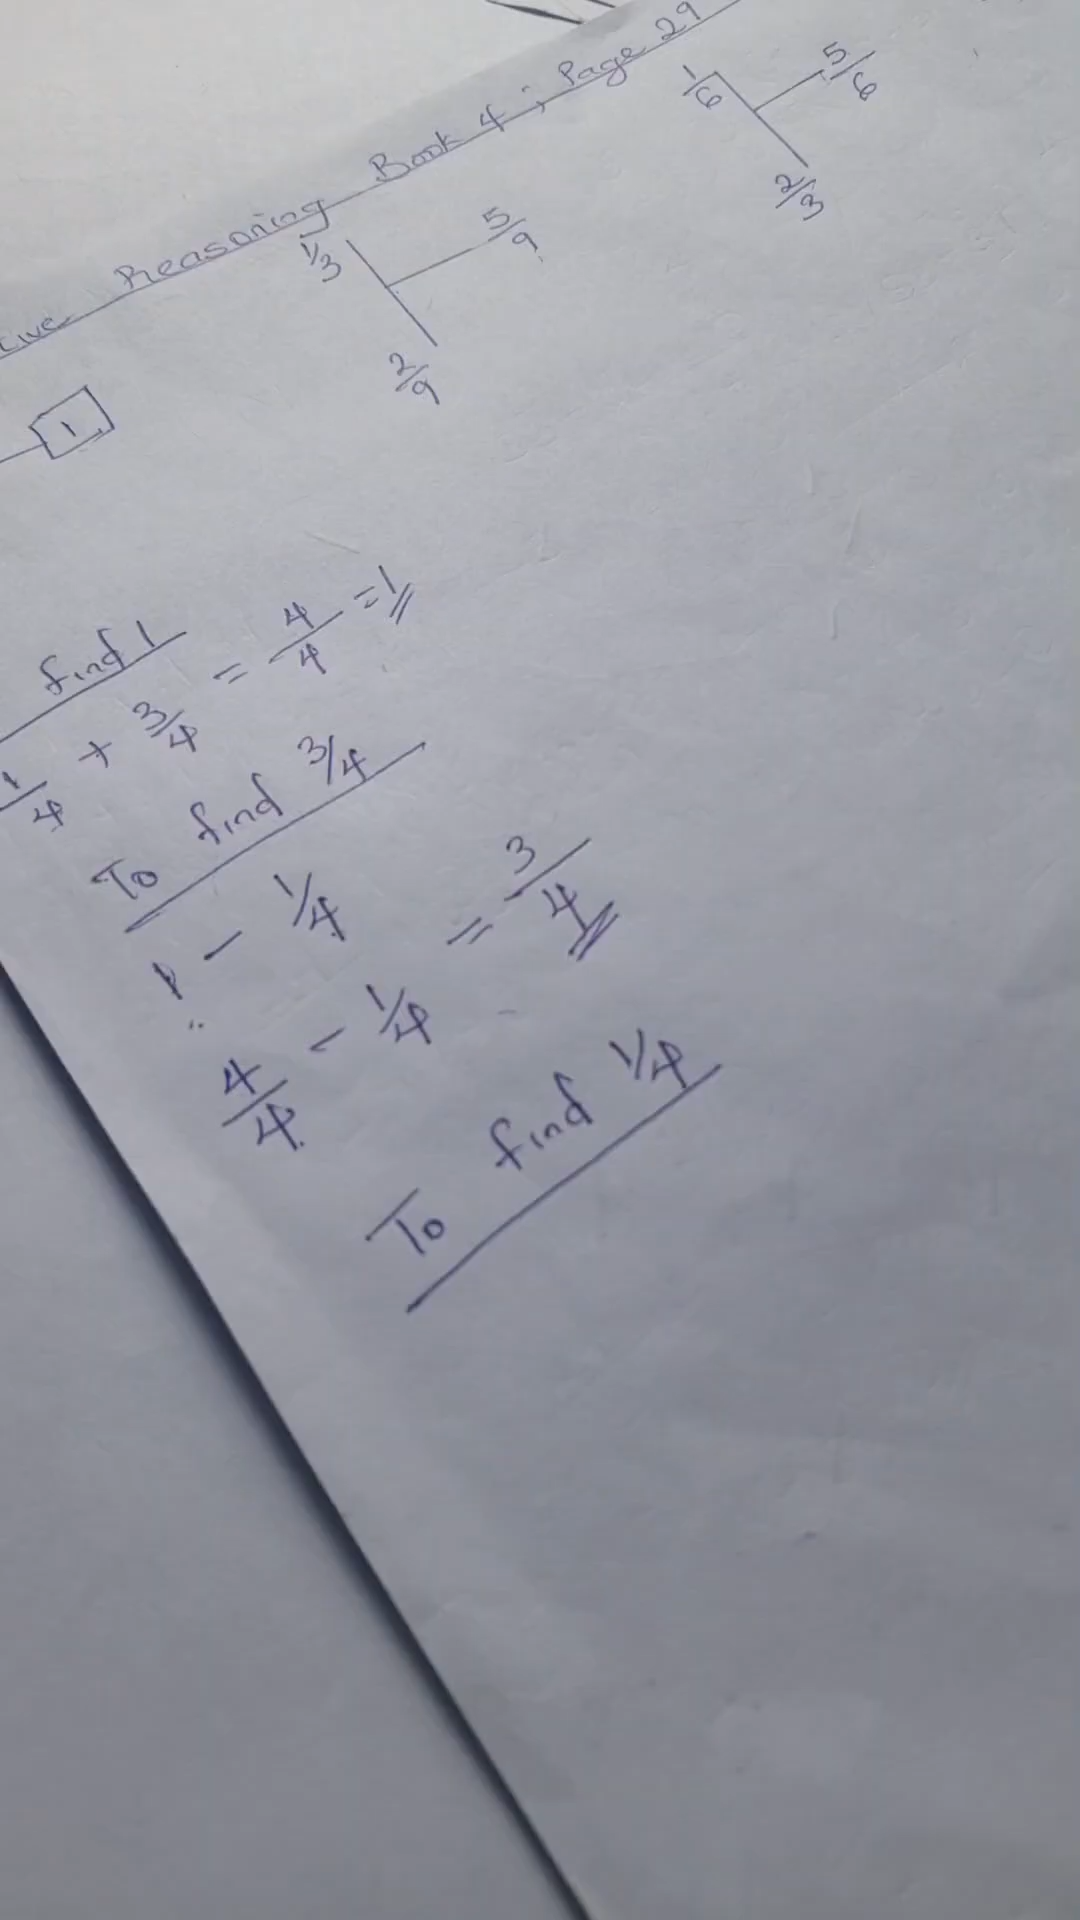 Reasoning Book 4; Page 29
1/3 5/9
2/9
1/6 5/6
2/3
1
find 1
1/4 + 3/4 = 4/4 = 1
To find 3/4
1 - 1/4
4/4 - 1/4 = 3/4
To find 1/4